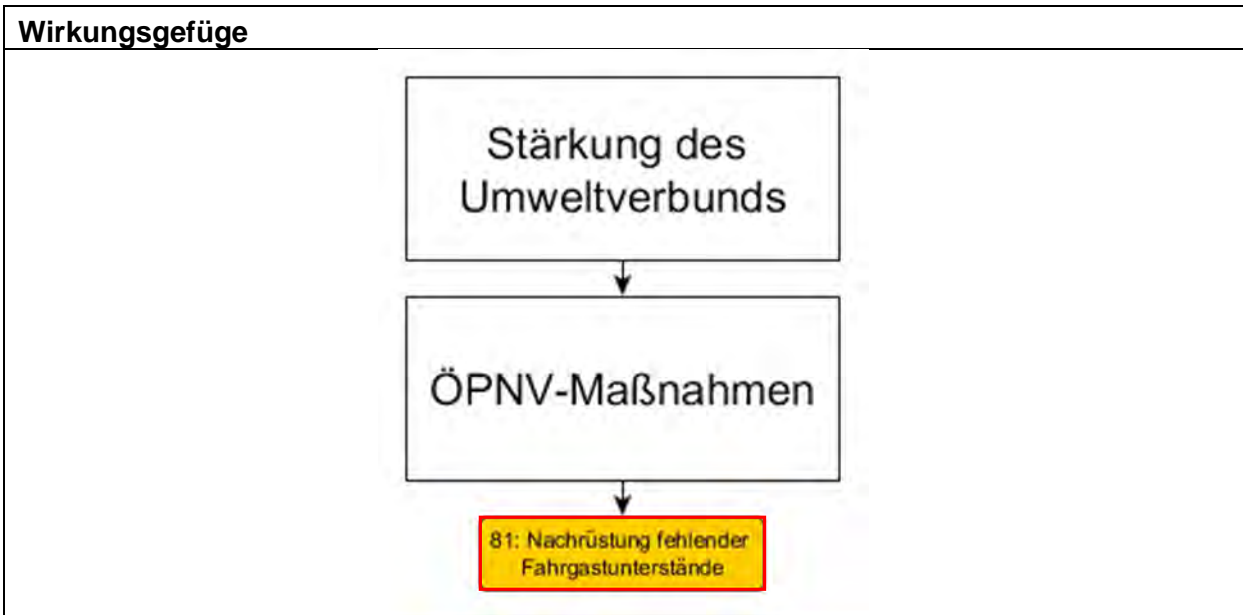 Wirkungsgefüge
Stärkung des
Umweltverbunds
ÖPNV-Maßnahmen
81: Nachrüstung fehlender
Fahrgastunterstände